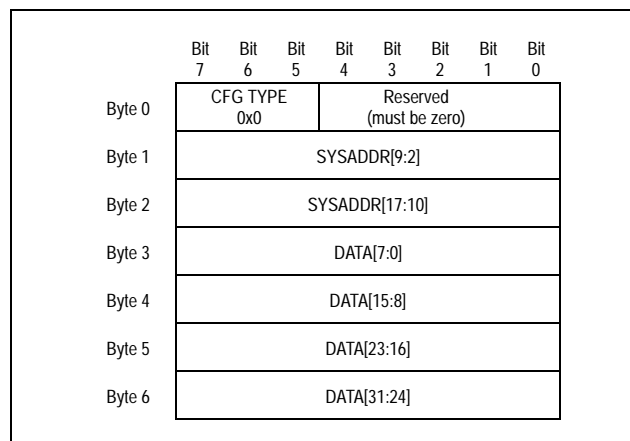 Bit Bit Bit Bit Bit Bit Bit Bit
7 6 5 4 3 2 1 0
Byte 0 CFG TYPE Reserved
0x0 (must be zero)
Byte 1 SYSADDR[9:2]
Byte 2 SYSADDR[17:10]
Byte 3 DATA[7:0]
Byte 4 DATA[15:8]
Byte 5 DATA[23:16]
Byte 6 DATA[31:24]